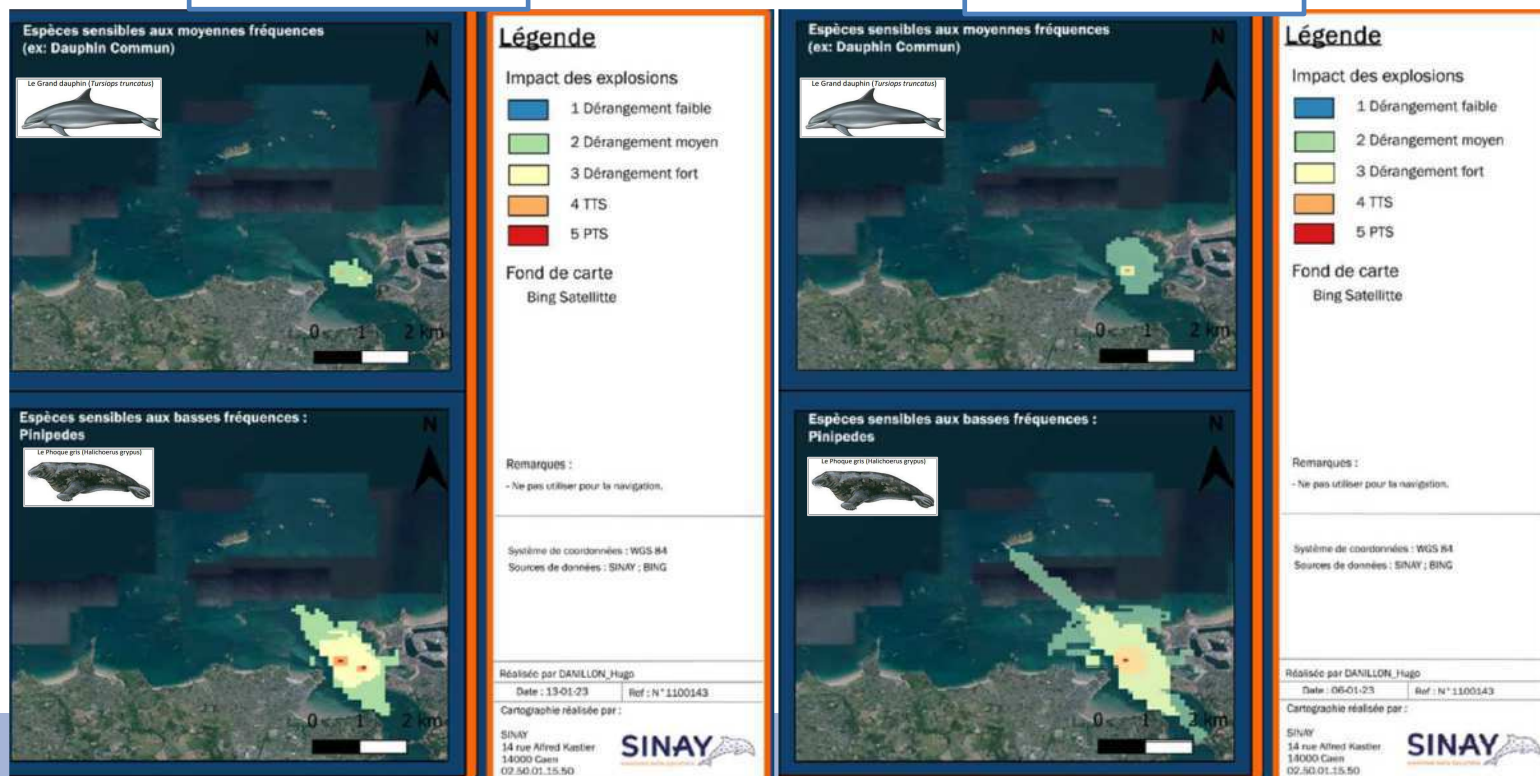 Espèces sensibles aux moyennes fréquences
(ex: Dauphin Commun)
N
Le Grand dauphin (Tursiops truncatus)
0 1 2 km
Espèces sensibles aux basses fréquences :
Pinipedes
N
Le Phoque gris (Halichoerus grypus)
0 1 2 km
Légende
Impact des explosions
1 Dérangement faible
2 Dérangement moyen
3 Dérangement fort
4 TTS
5 PTS
Fond de carte
Bing Satellitte
Remarques :
- Ne pas utiliser pour la navigation.
Système de coordonnées : WGS 84
Sources de données : SINAY ; BING
Réalisée par DANILLON_Hugo
Date : 13-01-23
Ref : N°1100143
Cartographie réalisée par :
SINAY
14 rue Alfred Kastler
14000 Caen
02.50.01.15.50
SINAY
Espèces sensibles aux moyennes fréquences
(ex: Dauphin Commun)
N
Le Grand dauphin (Tursiops truncatus)
0 1 2 km
Espèces sensibles aux basses fréquences :
Pinipedes
N
Le Phoque gris (Halichoerus grypus)
0 1 2 km
Légende
Impact des explosions
1 Dérangement faible
2 Dérangement moyen
3 Dérangement fort
4 TTS
5 PTS
Fond de carte
Bing Satellitte
Remarques :
- Ne pas utiliser pour la navigation.
Système de coordonnées : WGS 84
Sources de données : SINAY ; BING
Réalisée par DANILLON_Hugo
Date : 06-01-23
Ref : N°1100143
Cartographie réalisée par :
SINAY
14 rue Alfred Kastler
14000 Caen
02.50.01.15.50
SINAY